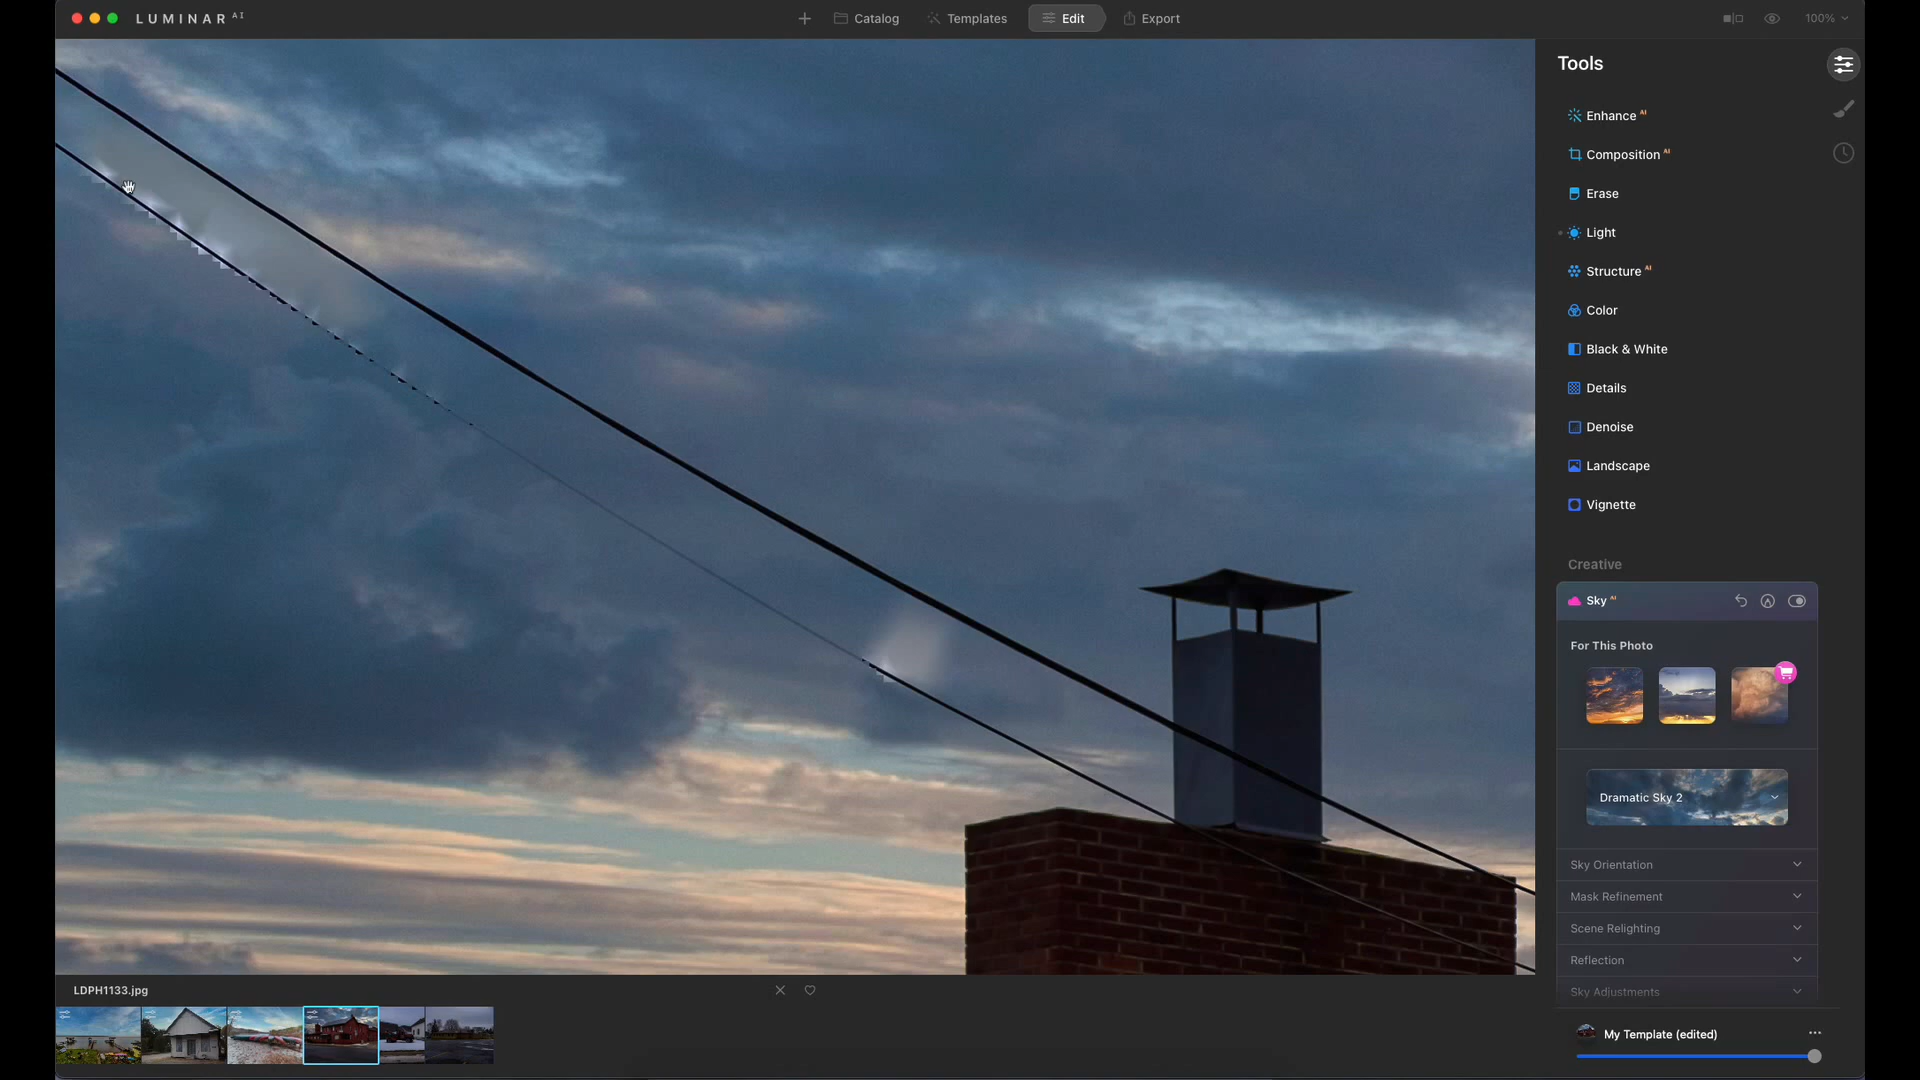 LUMINAR AI
Catalog
Templates
Edit
Export
100%
Tools
Enhance AI
Composition AI
Erase
Light
Structure AI
Color
Black & White
Details
Denoise
Landscape
Vignette
Creative
Sky AI
For This Photo
Dramatic Sky 2
Sky Orientation
Mask Refinement
Scene Relighting
Reflection
Sky Adjustments
LDPH1133.jpg
My Template (edited)